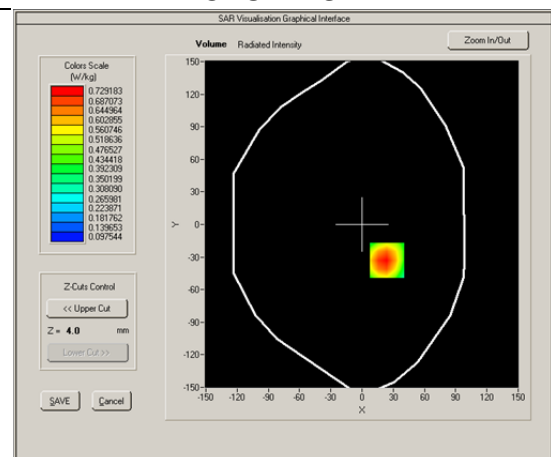 SAR Visualisation Graphical Interface
Volume Radiated Intensity
Zoom In/Out
Colors Scale
(W/kg)
0.729183
0.687073
0.644964
0.602855
0.560746
0.518636
0.476527
0.434418
0.392309
0.350199
0.308090
0.265981
0.223871
0.181762
0.139653
0.097544
Z-Cuts Control
<< Upper Cut
Z = 4.0 mm
Lower Cut >>
SAVE Cancel
150-
120-
90-
60-
30-
0-
-30-
-60-
-90-
-120-
-150-
Y
-150 -120 -90 -60 -30 0 30 60 90 120 150
X